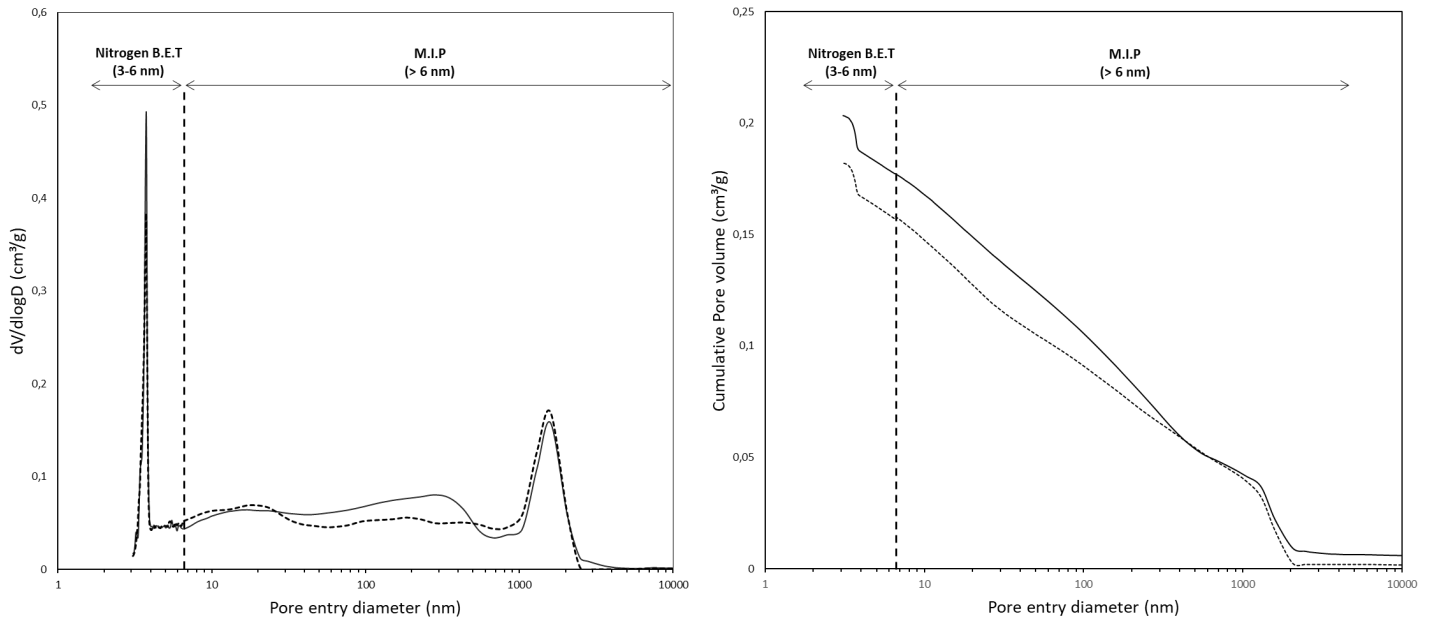 0,6
0,5
0,4
0,3
0,2
0,1
0
dV/dlogD (cm³/g)
Nitrogen B.E.T
(3-6 nm)
M.I.P
(> 6 nm)
1
10
100
1000
10000
Pore entry diameter (nm)
0,25
0,2
0,15
0,1
0,05
0
Cumulative Pore volume (cm³/g)
Nitrogen B.E.T
(3-6 nm)
M.I.P
(> 6 nm)
1
10
100
1000
10000
Pore entry diameter (nm)